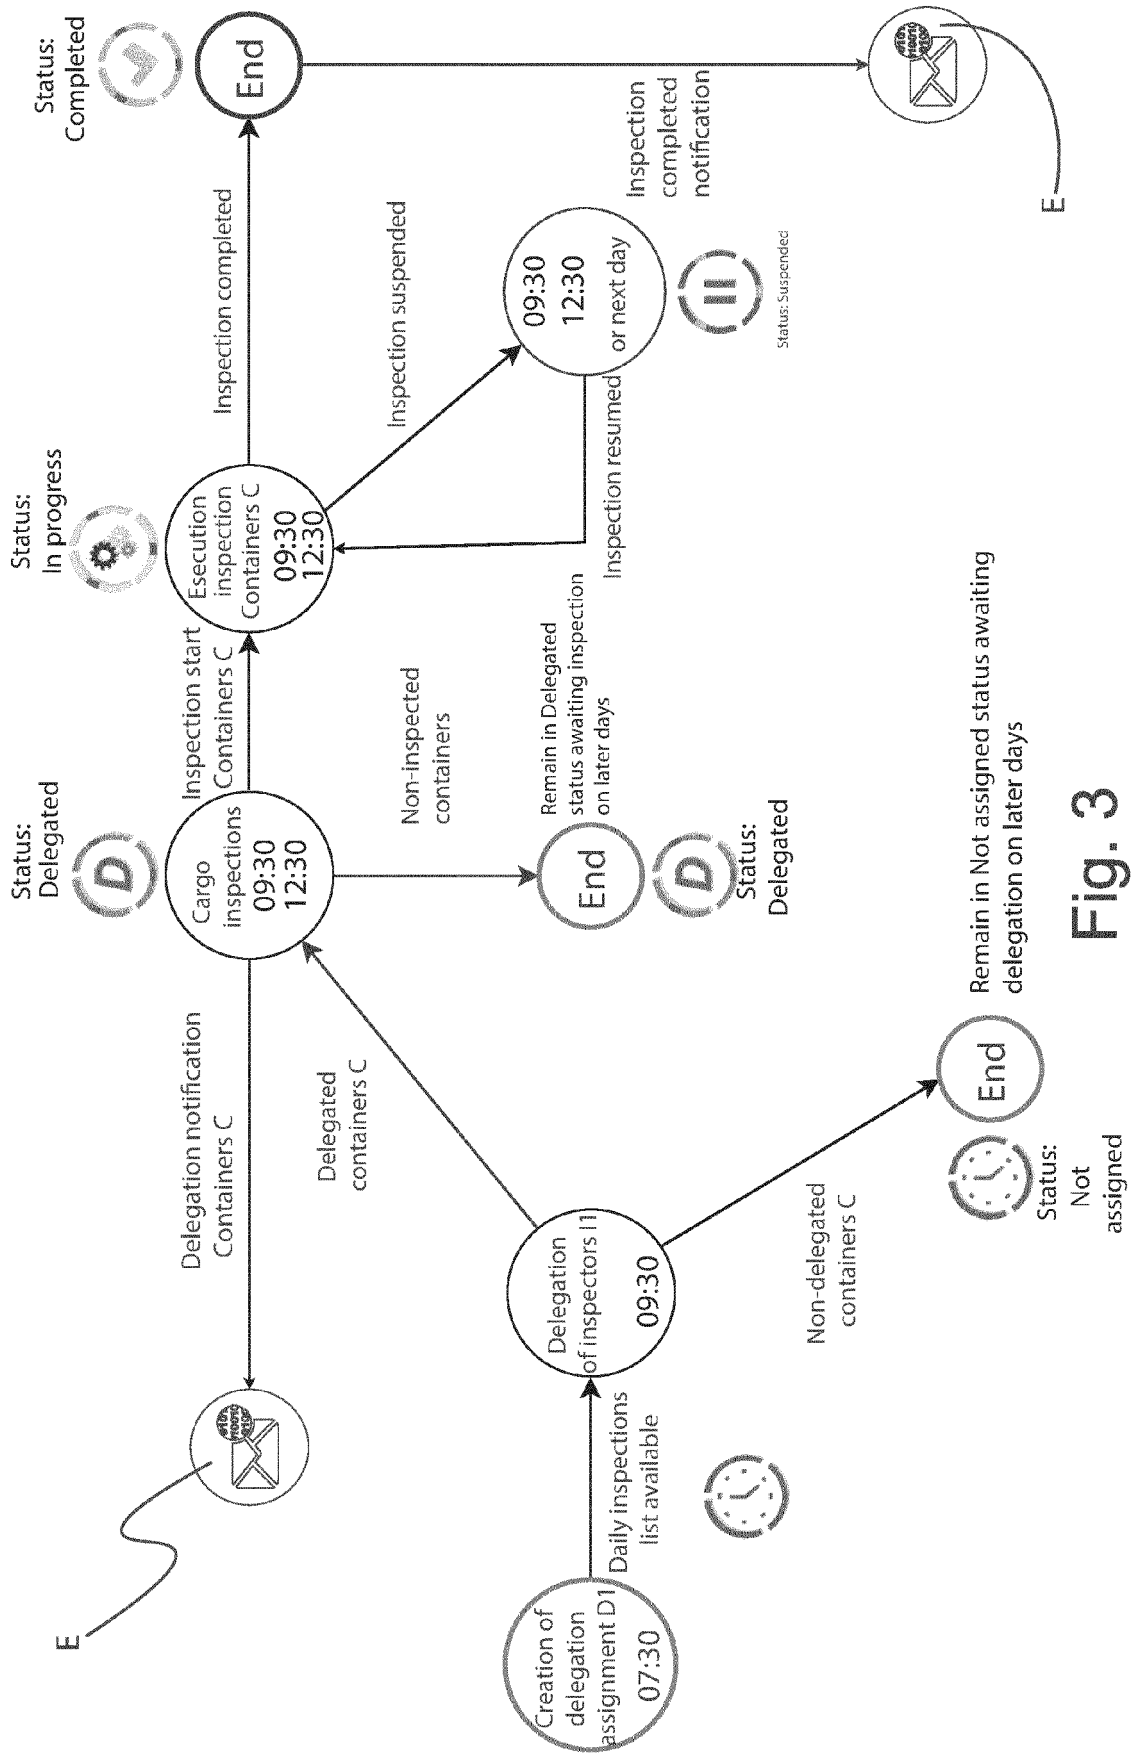 Status:
Delegated
D
Status:
In progress
Status:
Completed
E
Delegation notification
Containers C
Cargo
inspections
09:30
12:30
Inspection start
Containers C
Esecution
inspection
Containers C
09:30
12:30
Inspection completed
End
Delegated
containers C
Non-inspected
containers
Inspection suspended
Creation of
delegation
assignment D1
07:30
Daily inspections
list available
Delegation
of inspectors I1
09:30
End
Remain in Delegated
status awaiting inspection
on later days
D
Status:
Delegated
Inspection resumed
09:30
12:30
or next day
Status: Suspended
Inspection
completed
notification
Non-delegated
containers C
Status:
Not
assigned
End
Remain in Not assigned status awaiting
delegation on later days
E
Fig. 3